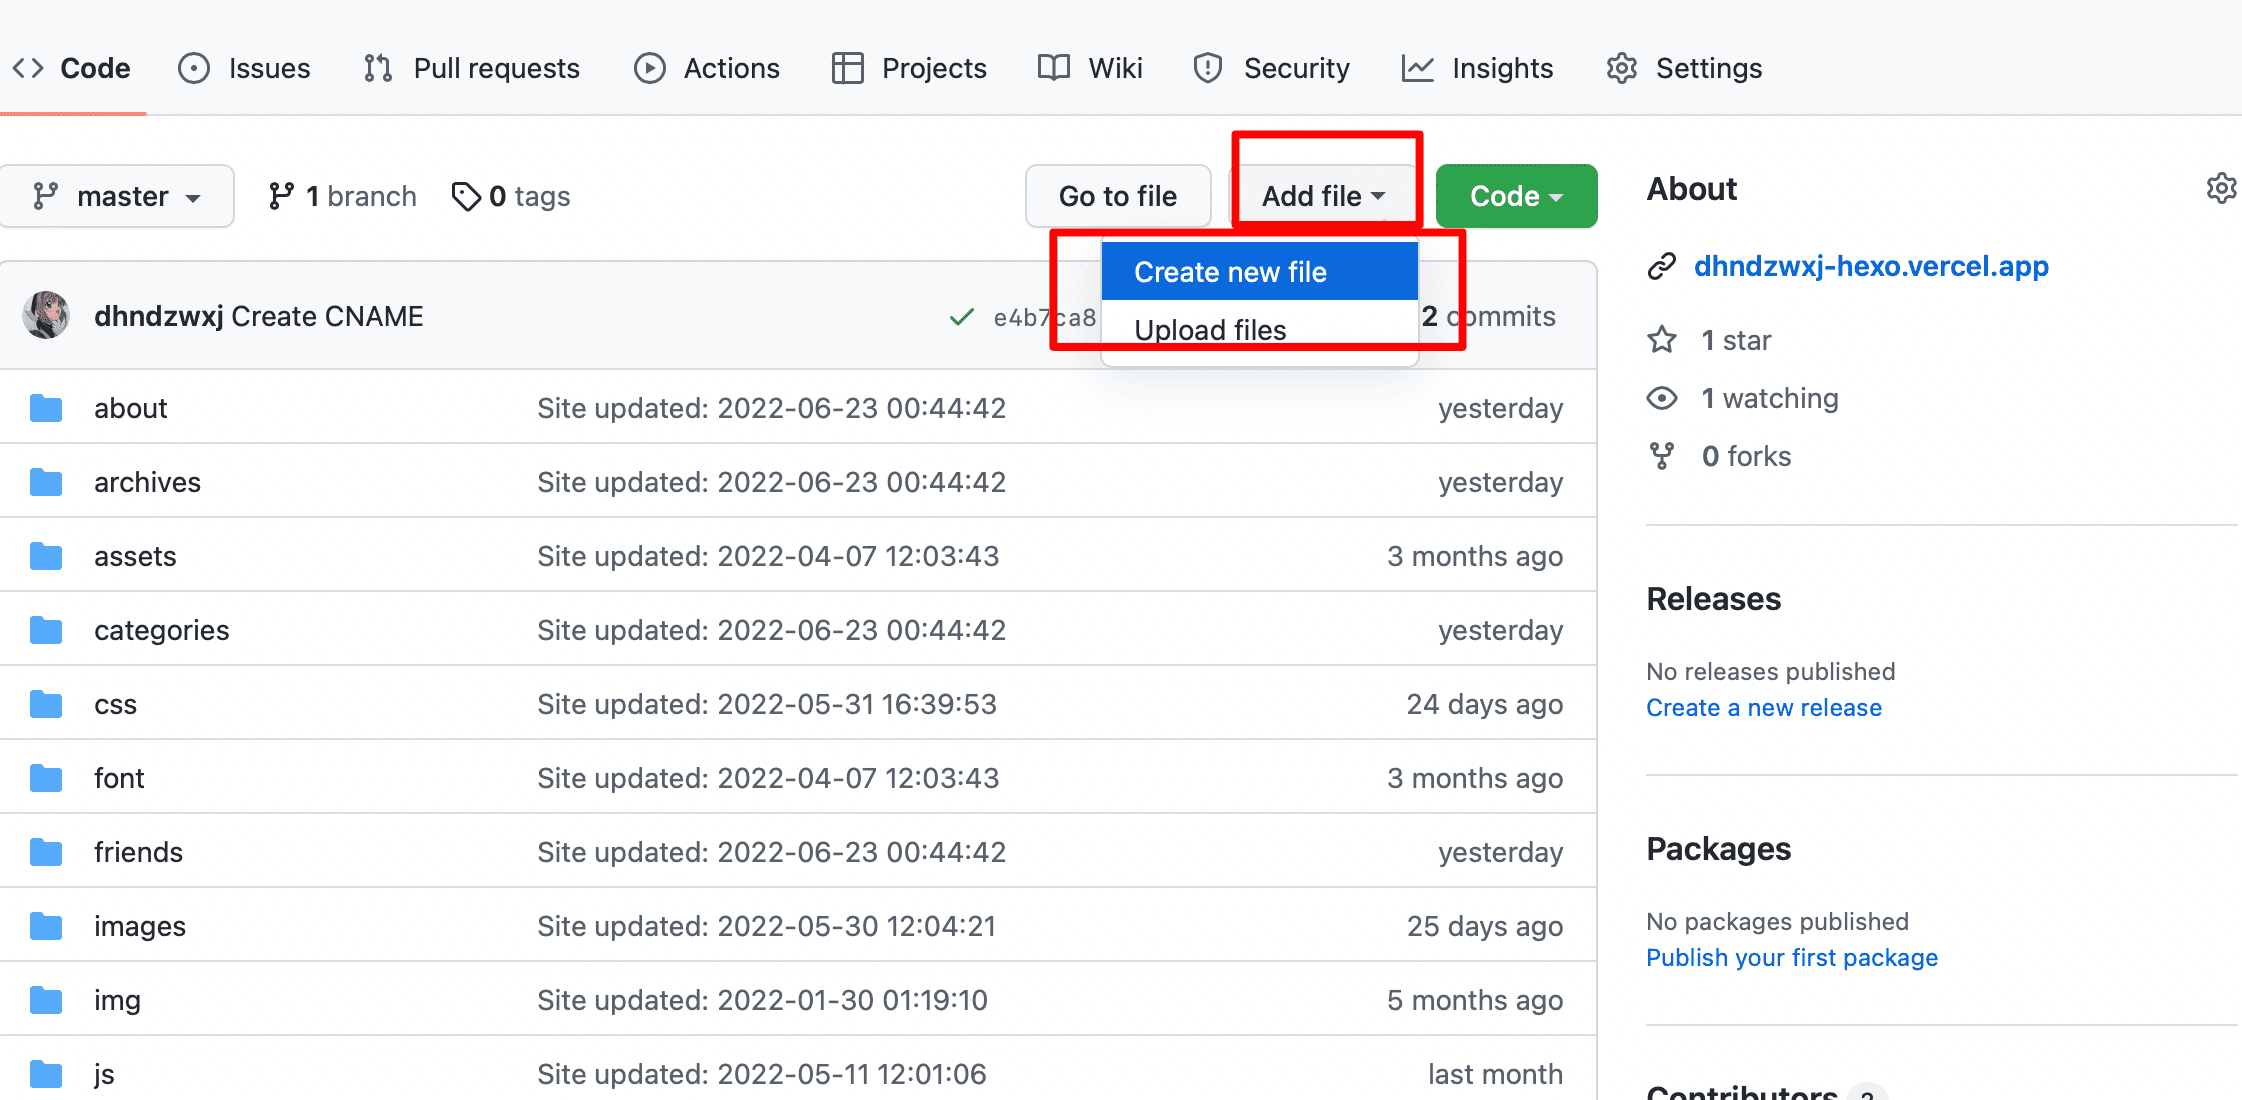 Code Issues Pull requests Actions Projects Wiki Security Insights Settings
master 1 branch 0 tags Go to file Add file Code
Create new file
Upload files
dhndzwxj Create CNAME e4b7ca8 2 commits
about Site updated: 2022-06-23 00:44:42 yesterday
archives Site updated: 2022-06-23 00:44:42 yesterday
assets Site updated: 2022-04-07 12:03:43 3 months ago
categories Site updated: 2022-06-23 00:44:42 yesterday
css Site updated: 2022-05-31 16:39:53 24 days ago
font Site updated: 2022-04-07 12:03:43 3 months ago
friends Site updated: 2022-06-23 00:44:42 yesterday
images Site updated: 2022-05-30 12:04:21 25 days ago
img Site updated: 2022-01-30 01:19:10 5 months ago
js Site updated: 2022-05-11 12:01:06 last month
About
dhndzwxj-hexo.vercel.app
1 star
1 watching
0 forks
Releases
No releases published
Create a new release
Packages
No packages published
Publish your first package
Contributors